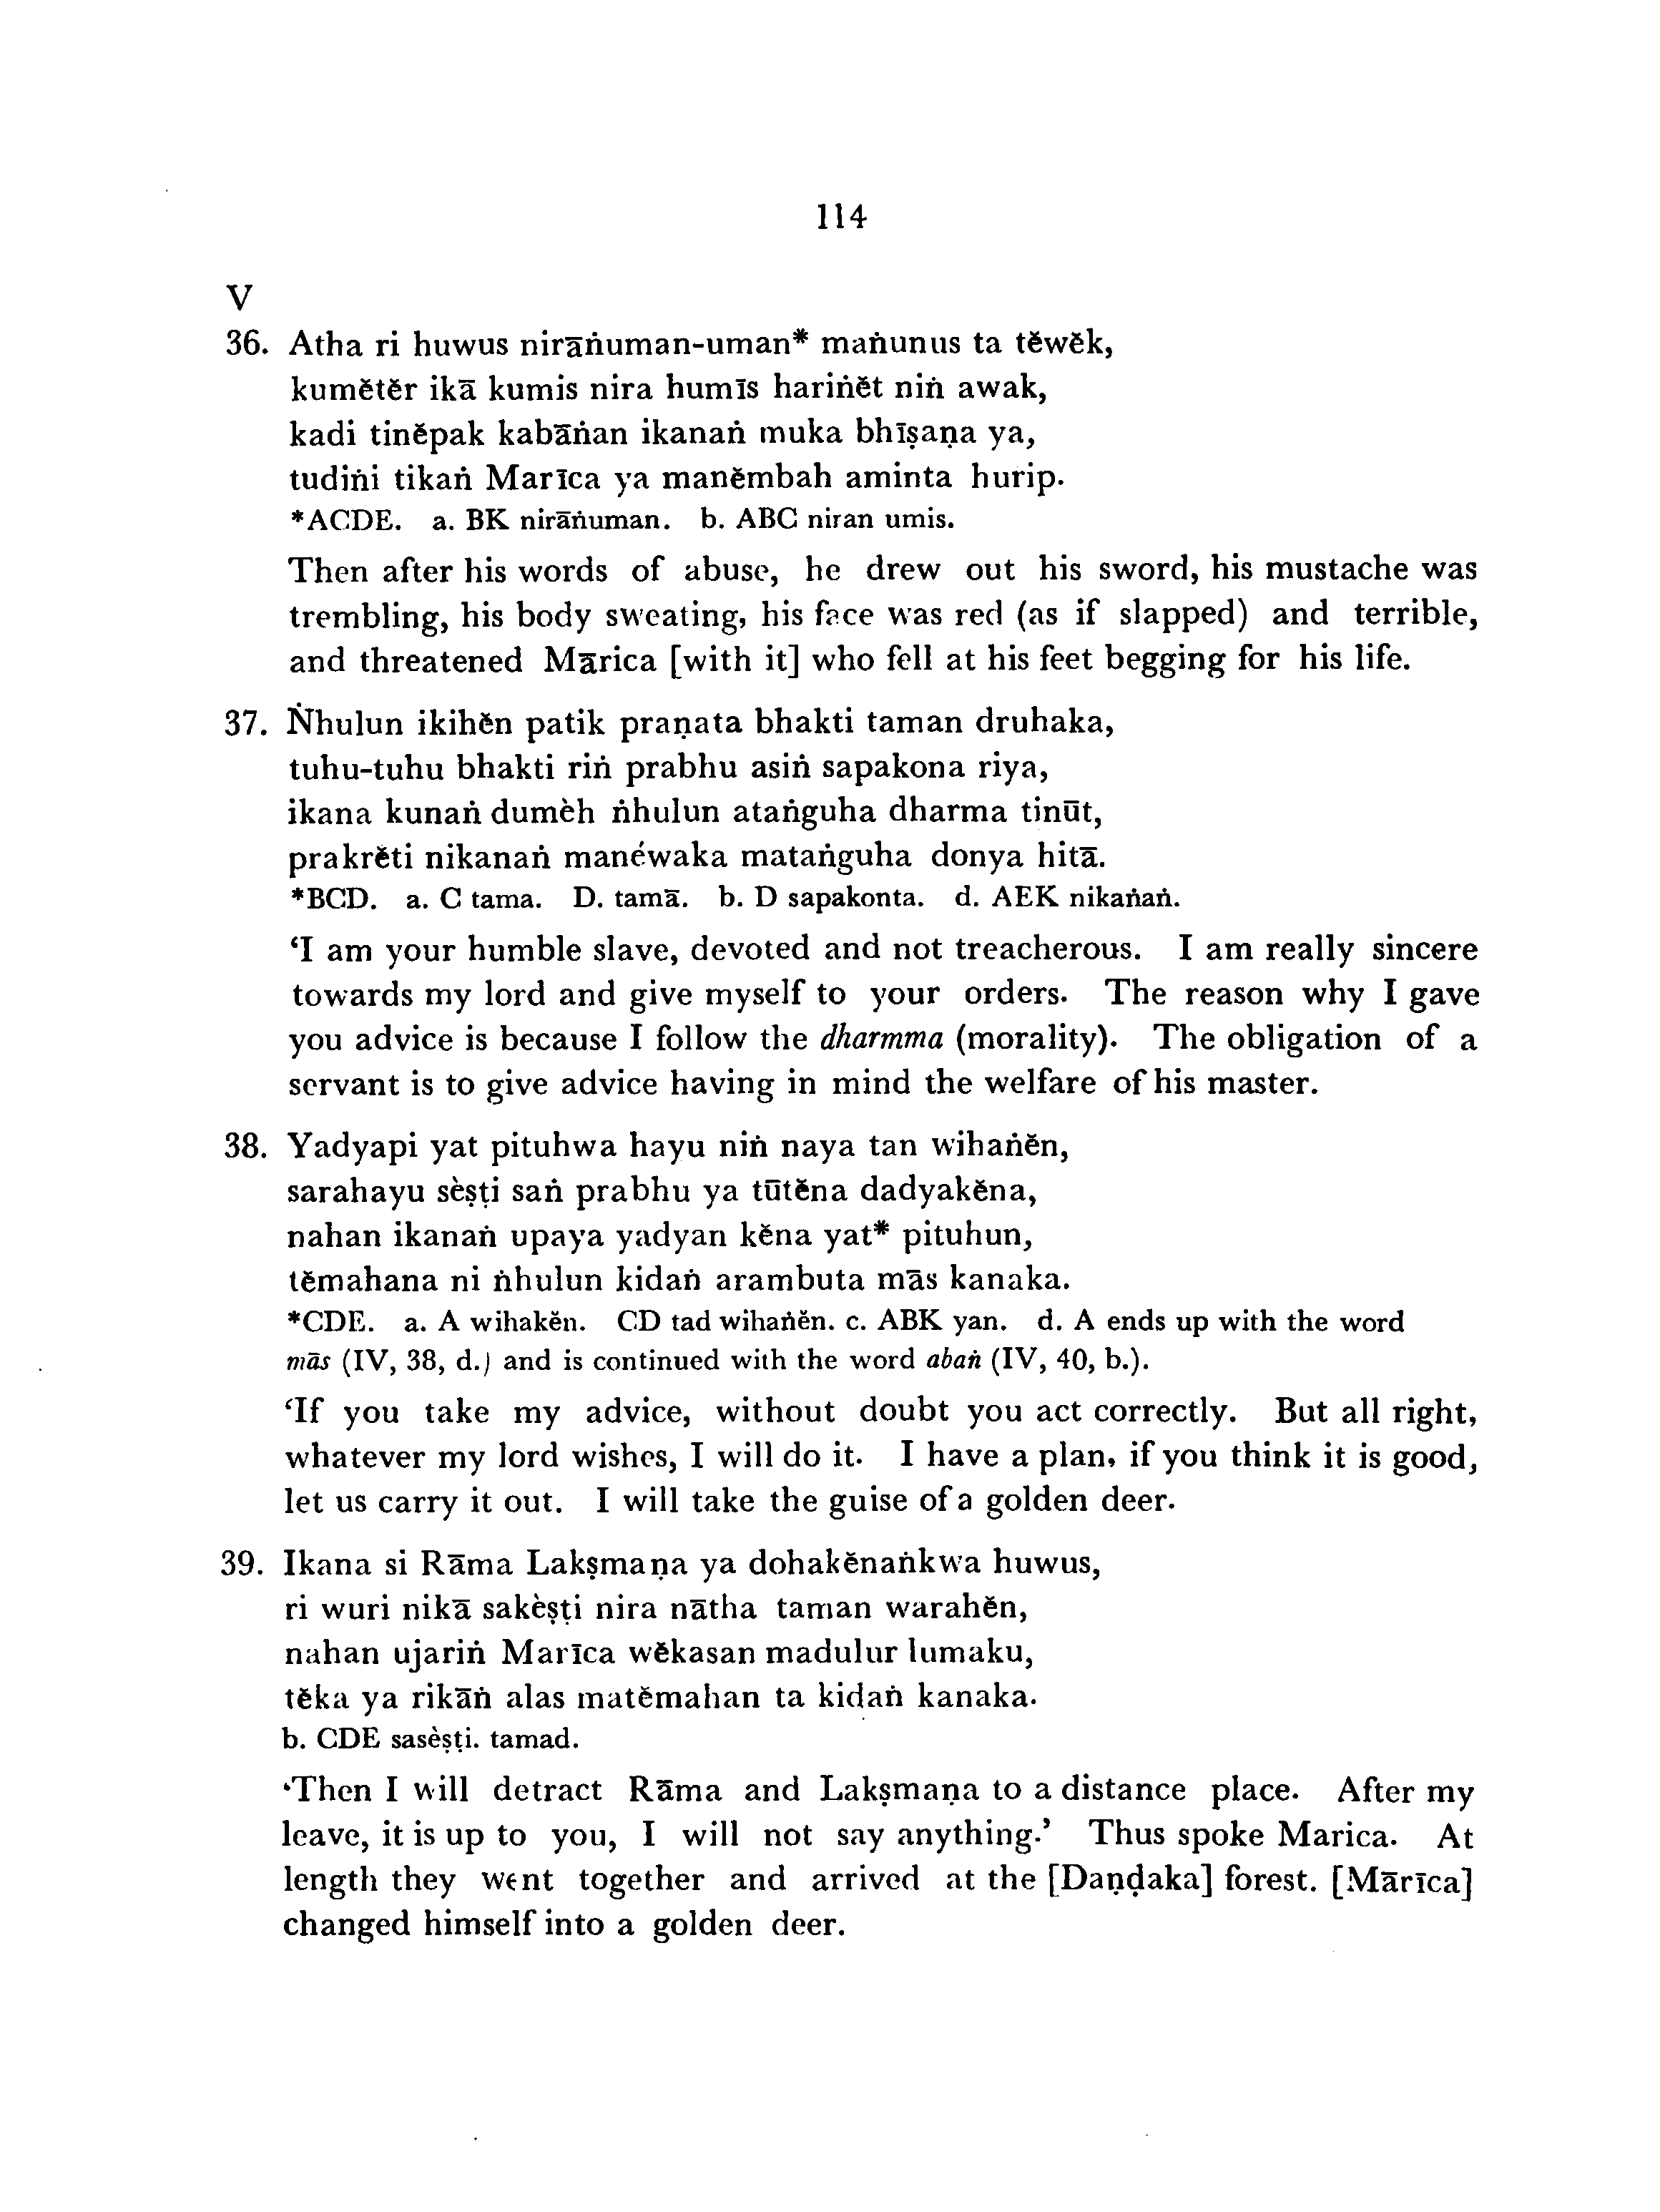 114
V
36. Atha ri huwus nirāṅuman-uman* maṅunus ta tĕwĕk,
kumĕtĕr ikā kumis nira humīs hariṅĕt niṅ awak,
kadi tinĕpak kabāṅan ikanaṅ muka bhīṣaṇa ya,
tudiṅi tikaṅ Marīca ya manĕmbah aminta hurip.
*ACDE. a. BK nirāṅuman. b. ABC niran umis.
Then after his words of abuse, he drew out his sword, his mustache was
trembling, his body sweating, his face was red (as if slapped) and terrible,
and threatened Mārica [with it] who fell at his feet begging for his life.
37. Ṅhulun ikihĕn patik praṇata bhakti taman druhaka,
tuhu-tuhu bhakti riṅ prabhu asiṅ sapakona riya,
ikana kunaṅ dumèh ṅhulun ataṅguha dharma tinūt,
prakrĕti nikanaṅ manéwaka mataṅguha donya hitā.
*BCD. a. C tama. D. tamā. b. D sapakonta. d. AEK nikaṅaṅ.
‘I am your humble slave, devoted and not treacherous. I am really sincere
towards my lord and give myself to your orders. The reason why I gave
you advice is because I follow the dharmma (morality). The obligation of a
servant is to give advice having in mind the welfare of his master.
38. Yadyapi yat pituhwa hayu niṅ naya tan wihaṅĕn,
sarahayu sèṣṭi saṅ prabhu ya tūtĕna dadyakĕna,
nahan ikanaṅ upaya yadyan kĕna yat* pituhun,
tĕmahana ni ṅhulun kidaṅ arambuta mās kanaka.
*CDE. a. A wihakĕn. CD tad wihaṅĕn. c. ABK yan. d. A ends up with the word
mās (IV, 38, d.) and is continued with the word abaṅ (IV, 40, b.).
‘If you take my advice, without doubt you act correctly. But all right,
whatever my lord wishes, I will do it. I have a plan, if you think it is good,
let us carry it out. I will take the guise of a golden deer.
39. Ikana si Rāma Lakṣmaṇa ya dohakĕnaṅkwa huwus,
ri wuri nikā sakèṣṭi nira nātha taman warahĕn,
nahan ujariṅ Marīca wĕkasan madulur lumaku,
tĕka ya rikāṅ alas matĕmahan ta kidaṅ kanaka.
b. CDE sasèṣṭi. tamad.
‘Then I will detract Rāma and Lakṣmaṇa to a distance place. After my
leave, it is up to you, I will not say anything.’ Thus spoke Marica. At
length they went together and arrived at the [Daṇḍaka] forest. [Mārīca]
changed himself into a golden deer.